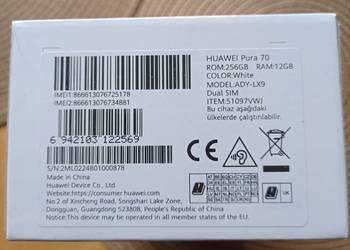 HUAWEI Pura 70
ROM:256GB RAM:12GB
COLOR:White
MODEL:ADY-LX9
Dual SIM
ITEM:51097VWJ
Bu cihaz aşağıdaki
ülkelerde çalıştırılabilir.
IMEI1:866613076725178
IMEI2:866613076734881
6 942103 122569
S/N:2ML0224801000878
Made in China
Huawei Device Co., Ltd.
Website:https://consumer.huawei.com
No.2 of Xincheng Road, Songshan Lake Zone,
Dongguan, Guangdong 523808, People's Republic of China
Notice:This device may be operated in all member states of the EU.
CE
UK